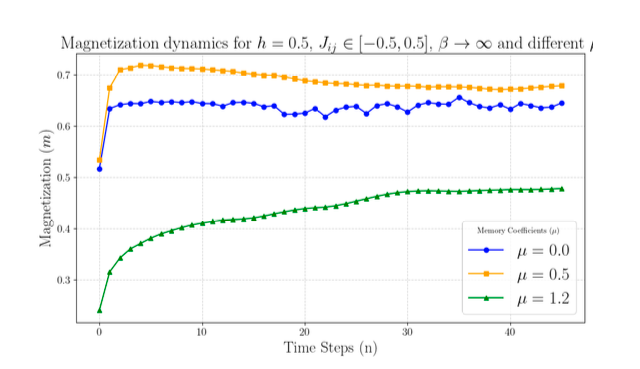 Magnetization dynamics for h = 0.5, J_ij ∈ [−0.5, 0.5], β → ∞ and different
Magnetization (m)
0.7
0.6
0.5
0.4
0.3
0
10
20
30
40
Time Steps (n)
Memory Coefficients (μ)
μ = 0.0
μ = 0.5
μ = 1.2